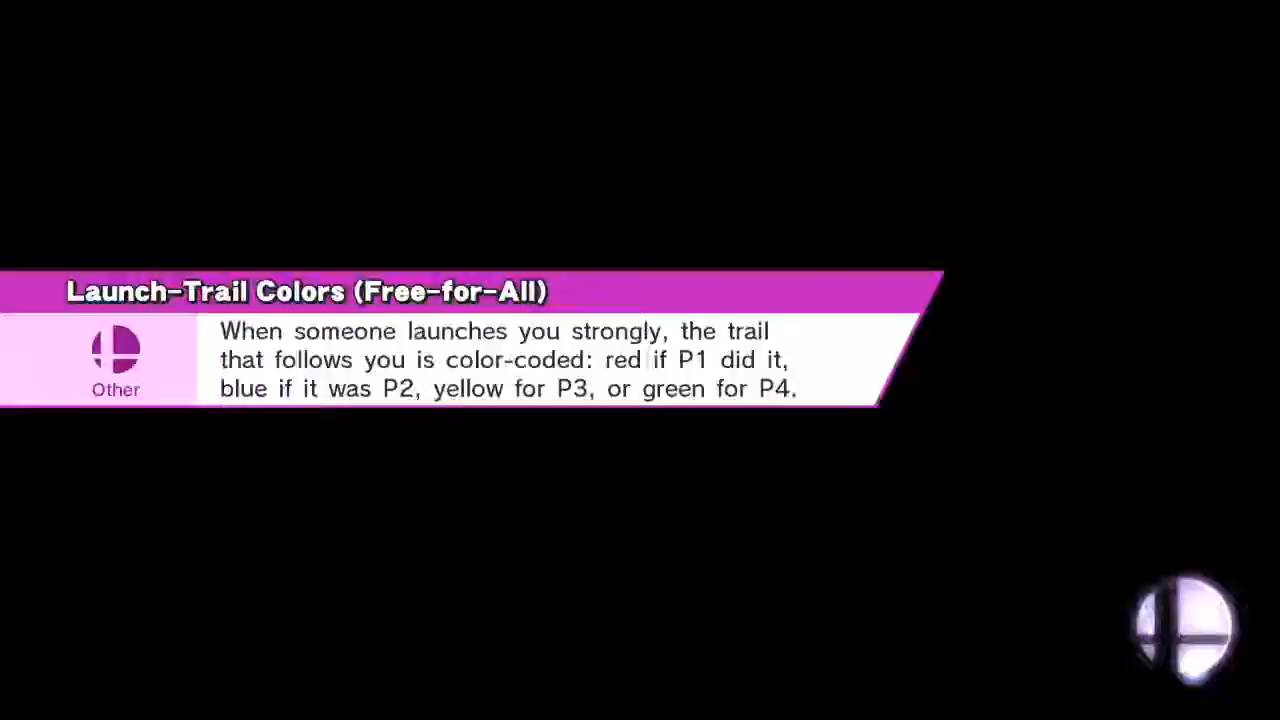 Launch-Trail Colors (Free-for-All)
When someone launches you strongly, the trail
that follows you is color-coded: red if P1 did it,
blue if it was P2, yellow for P3, or green for P4.
Other